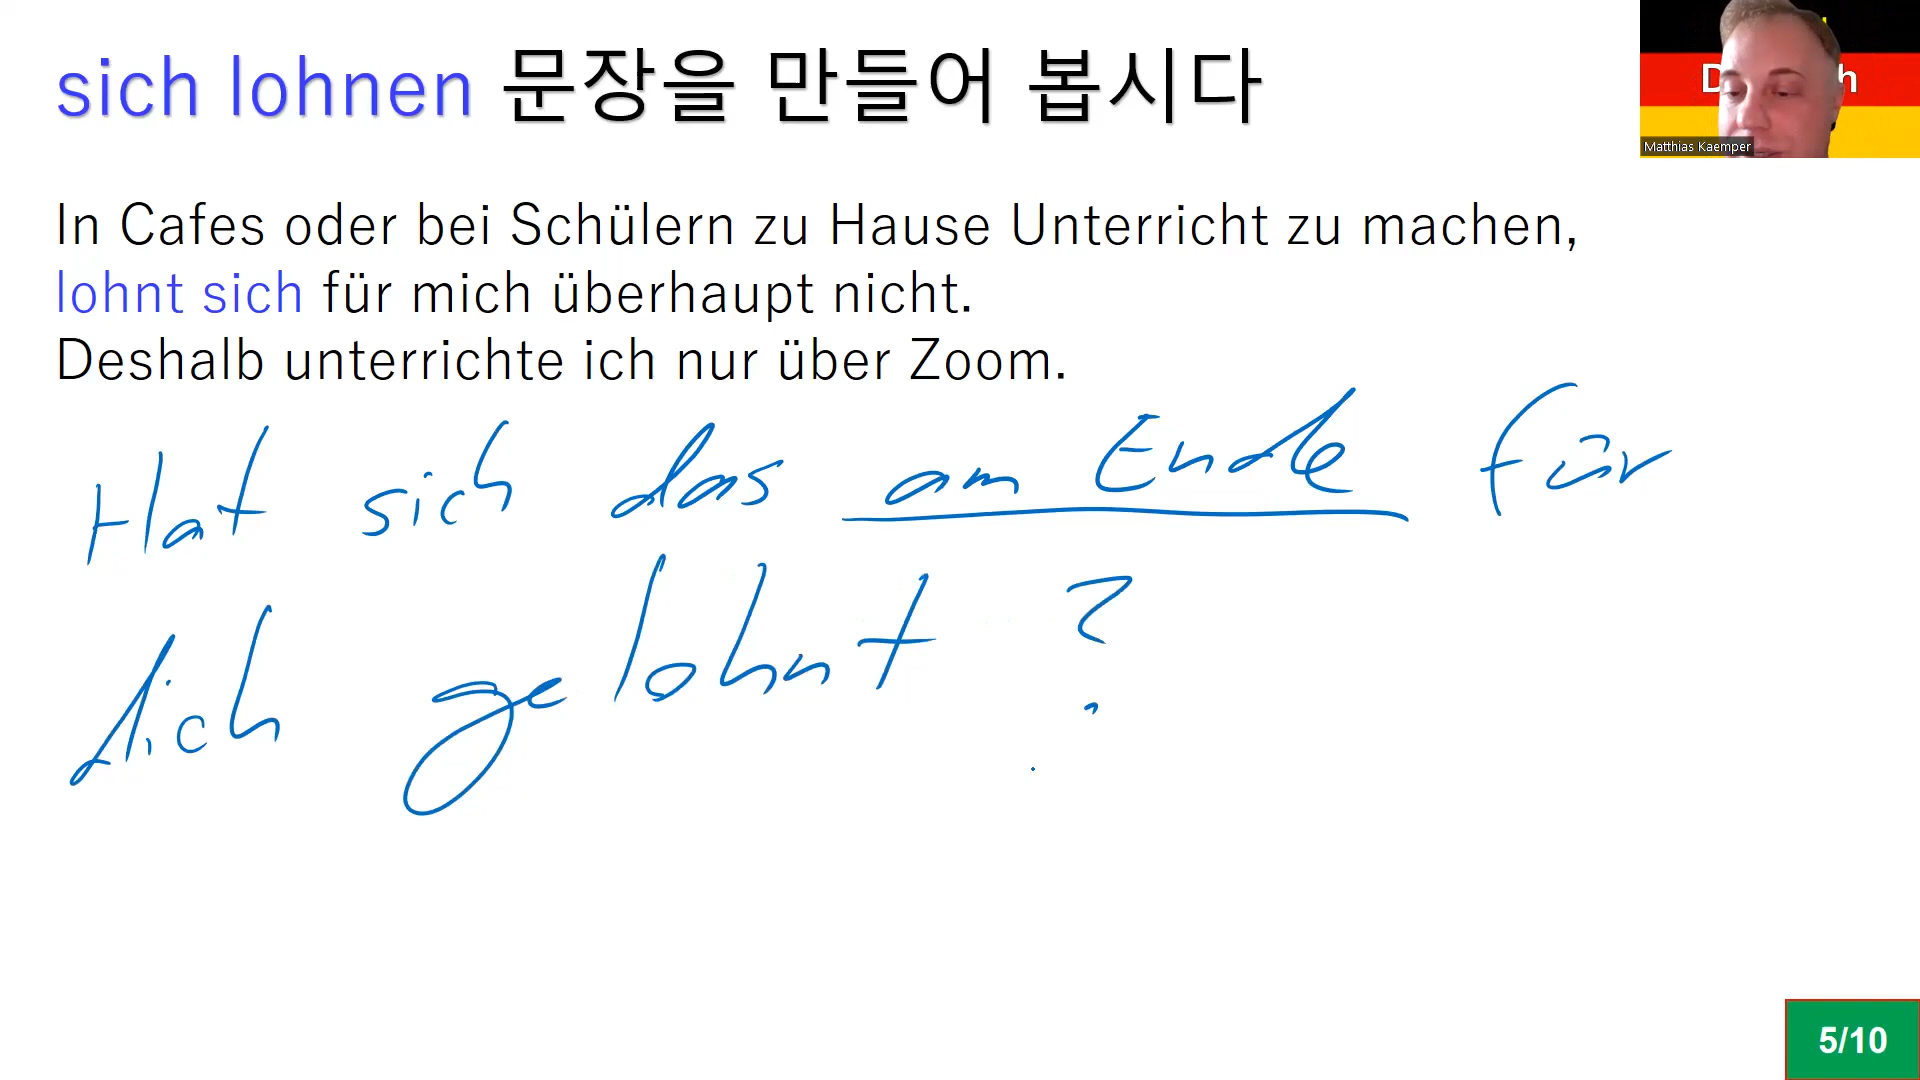 sich lohnen 문장을 만들어 봅시다
In Cafes oder bei Schülern zu Hause Unterricht zu machen,
lohnt sich für mich überhaupt nicht.
Deshalb unterrichte ich nur über Zoom.
Hat sich das am Ende für
dich gelohnt ?
Matthias Kaemper
5/10